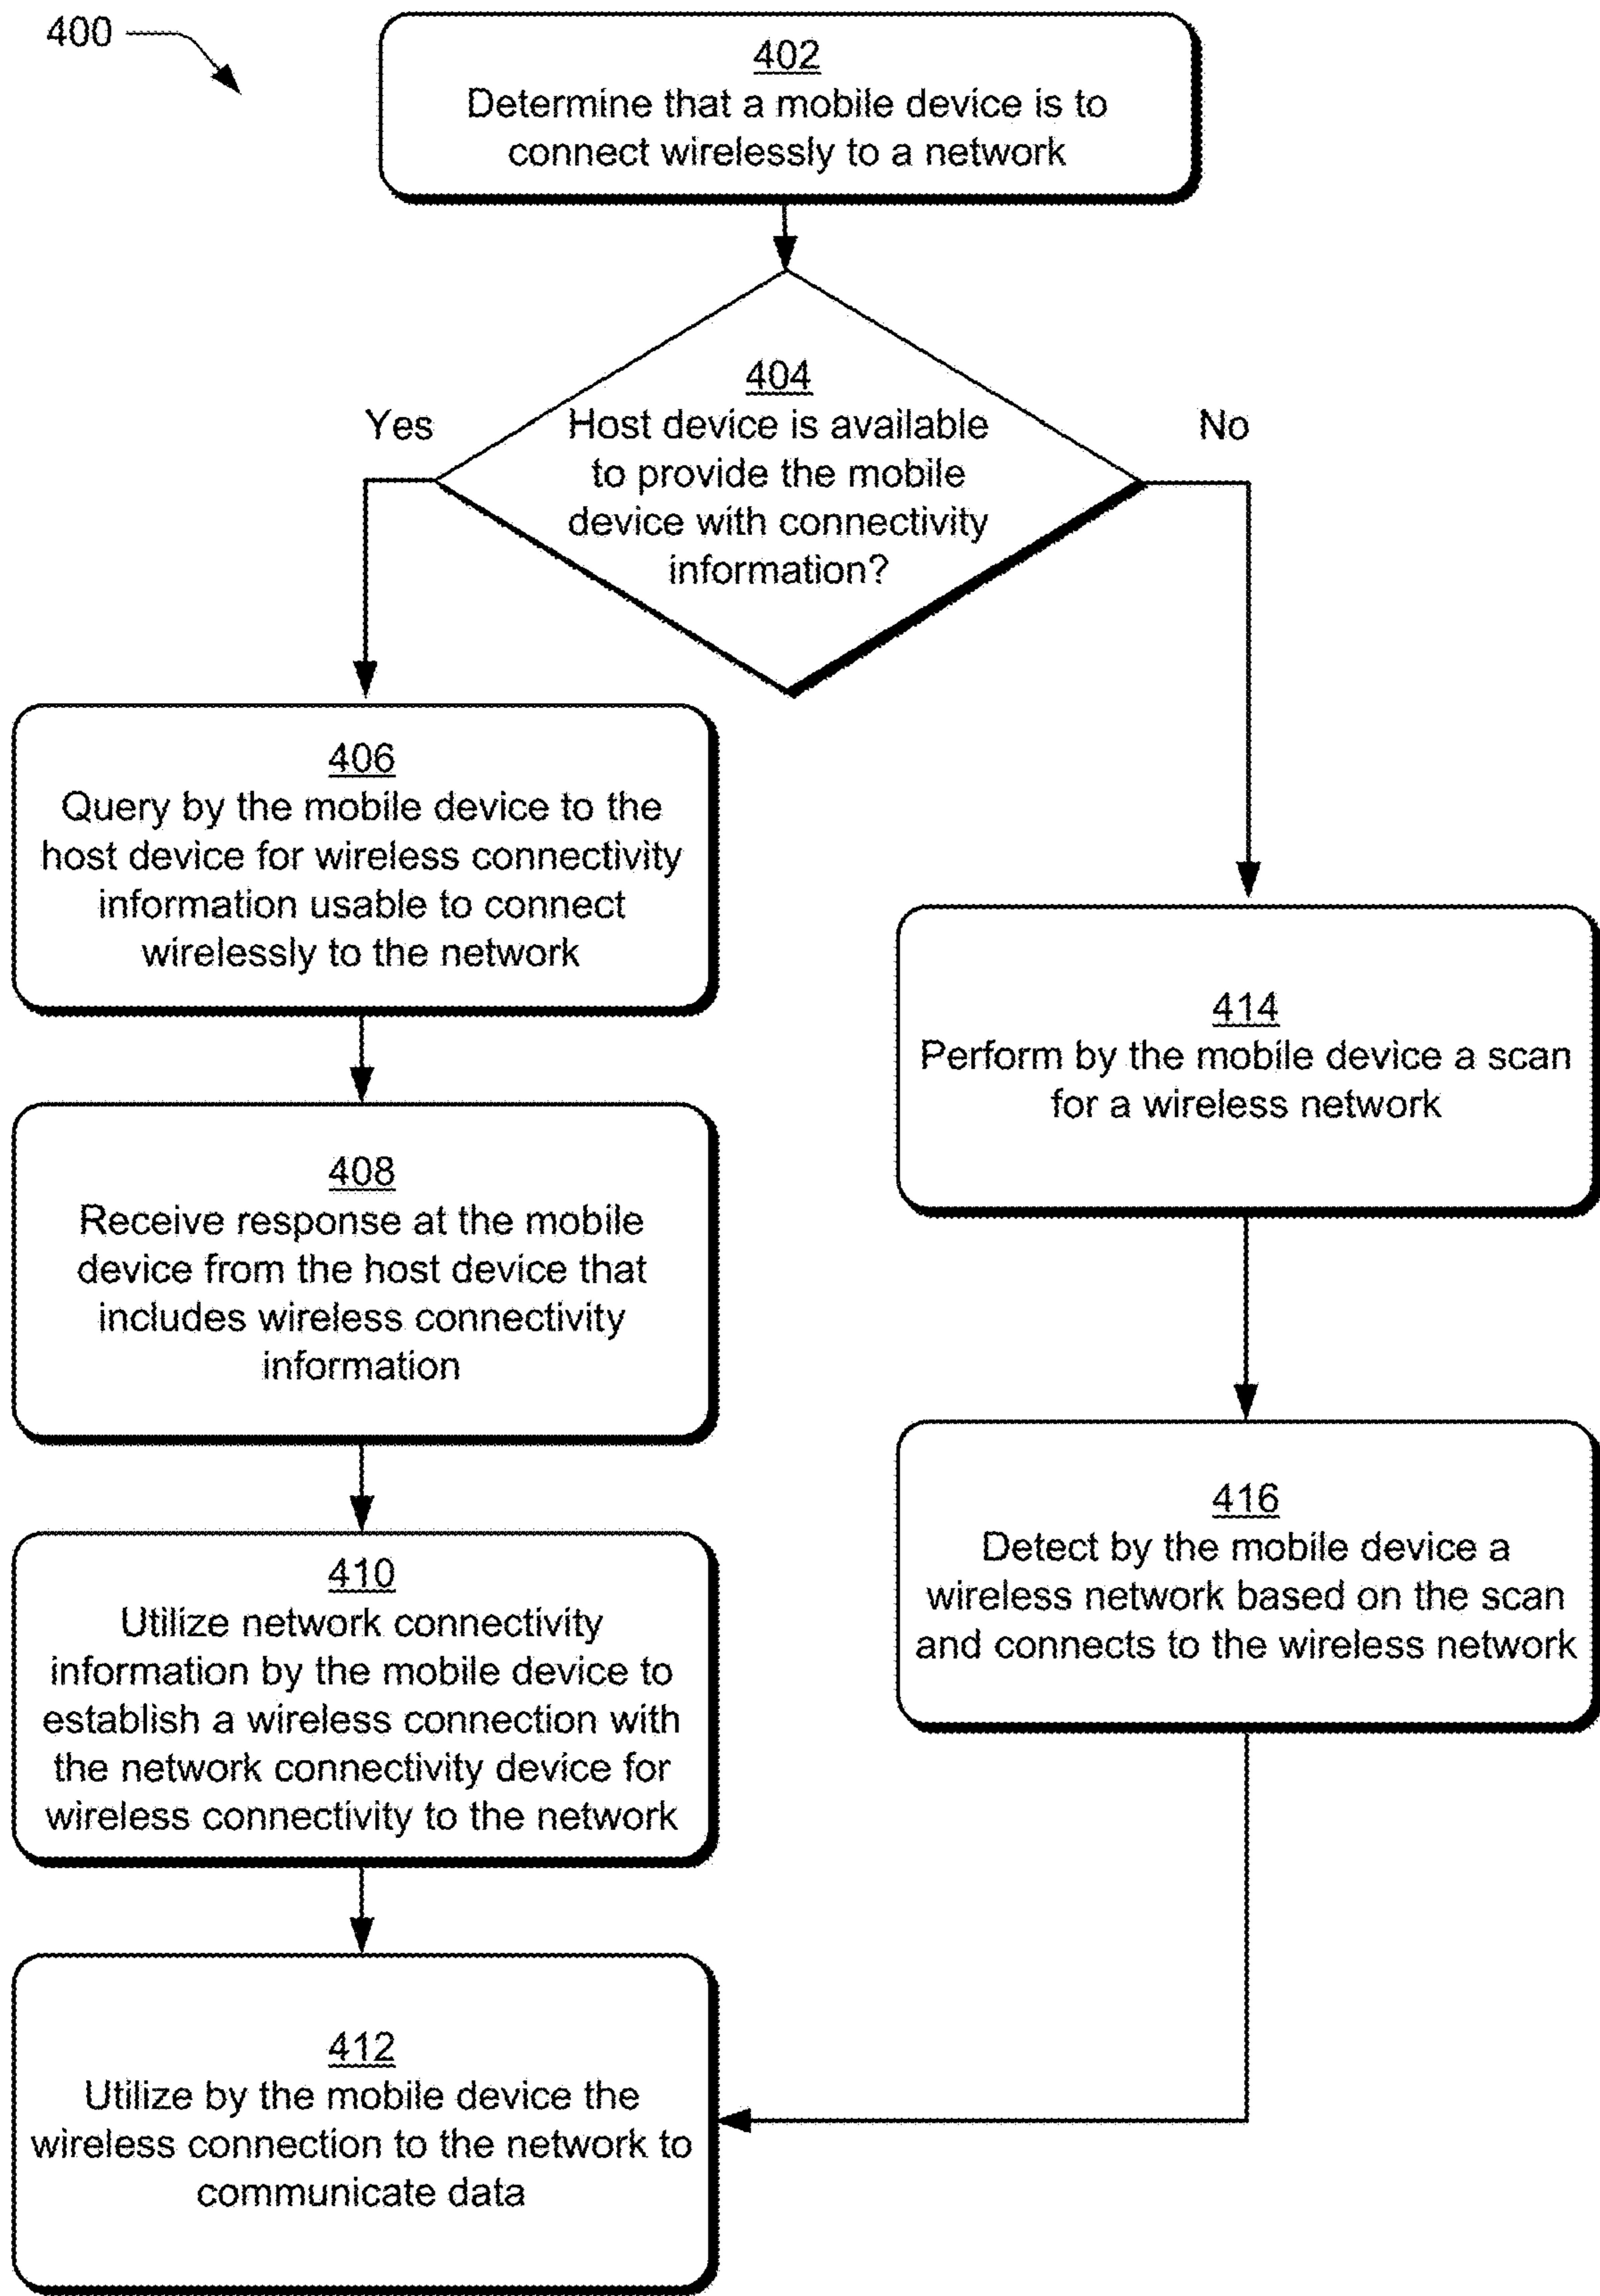 400
402
Determine that a mobile device is to
connect wirelessly to a network
404
Host device is available
to provide the mobile
device with connectivity
information?
Yes
No
406
Query by the mobile device to the
host device for wireless connectivity
information usable to connect
wirelessly to the network
408
Receive response at the mobile
device from the host device that
includes wireless connectivity
information
410
Utilize network connectivity
information by the mobile device to
establish a wireless connection with
the network connectivity device for
wireless connectivity to the network
412
Utilize by the mobile device the
wireless connection to the network to
communicate data
414
Perform by the mobile device a scan
for a wireless network
416
Detect by the mobile device a
wireless network based on the scan
and connects to the wireless network